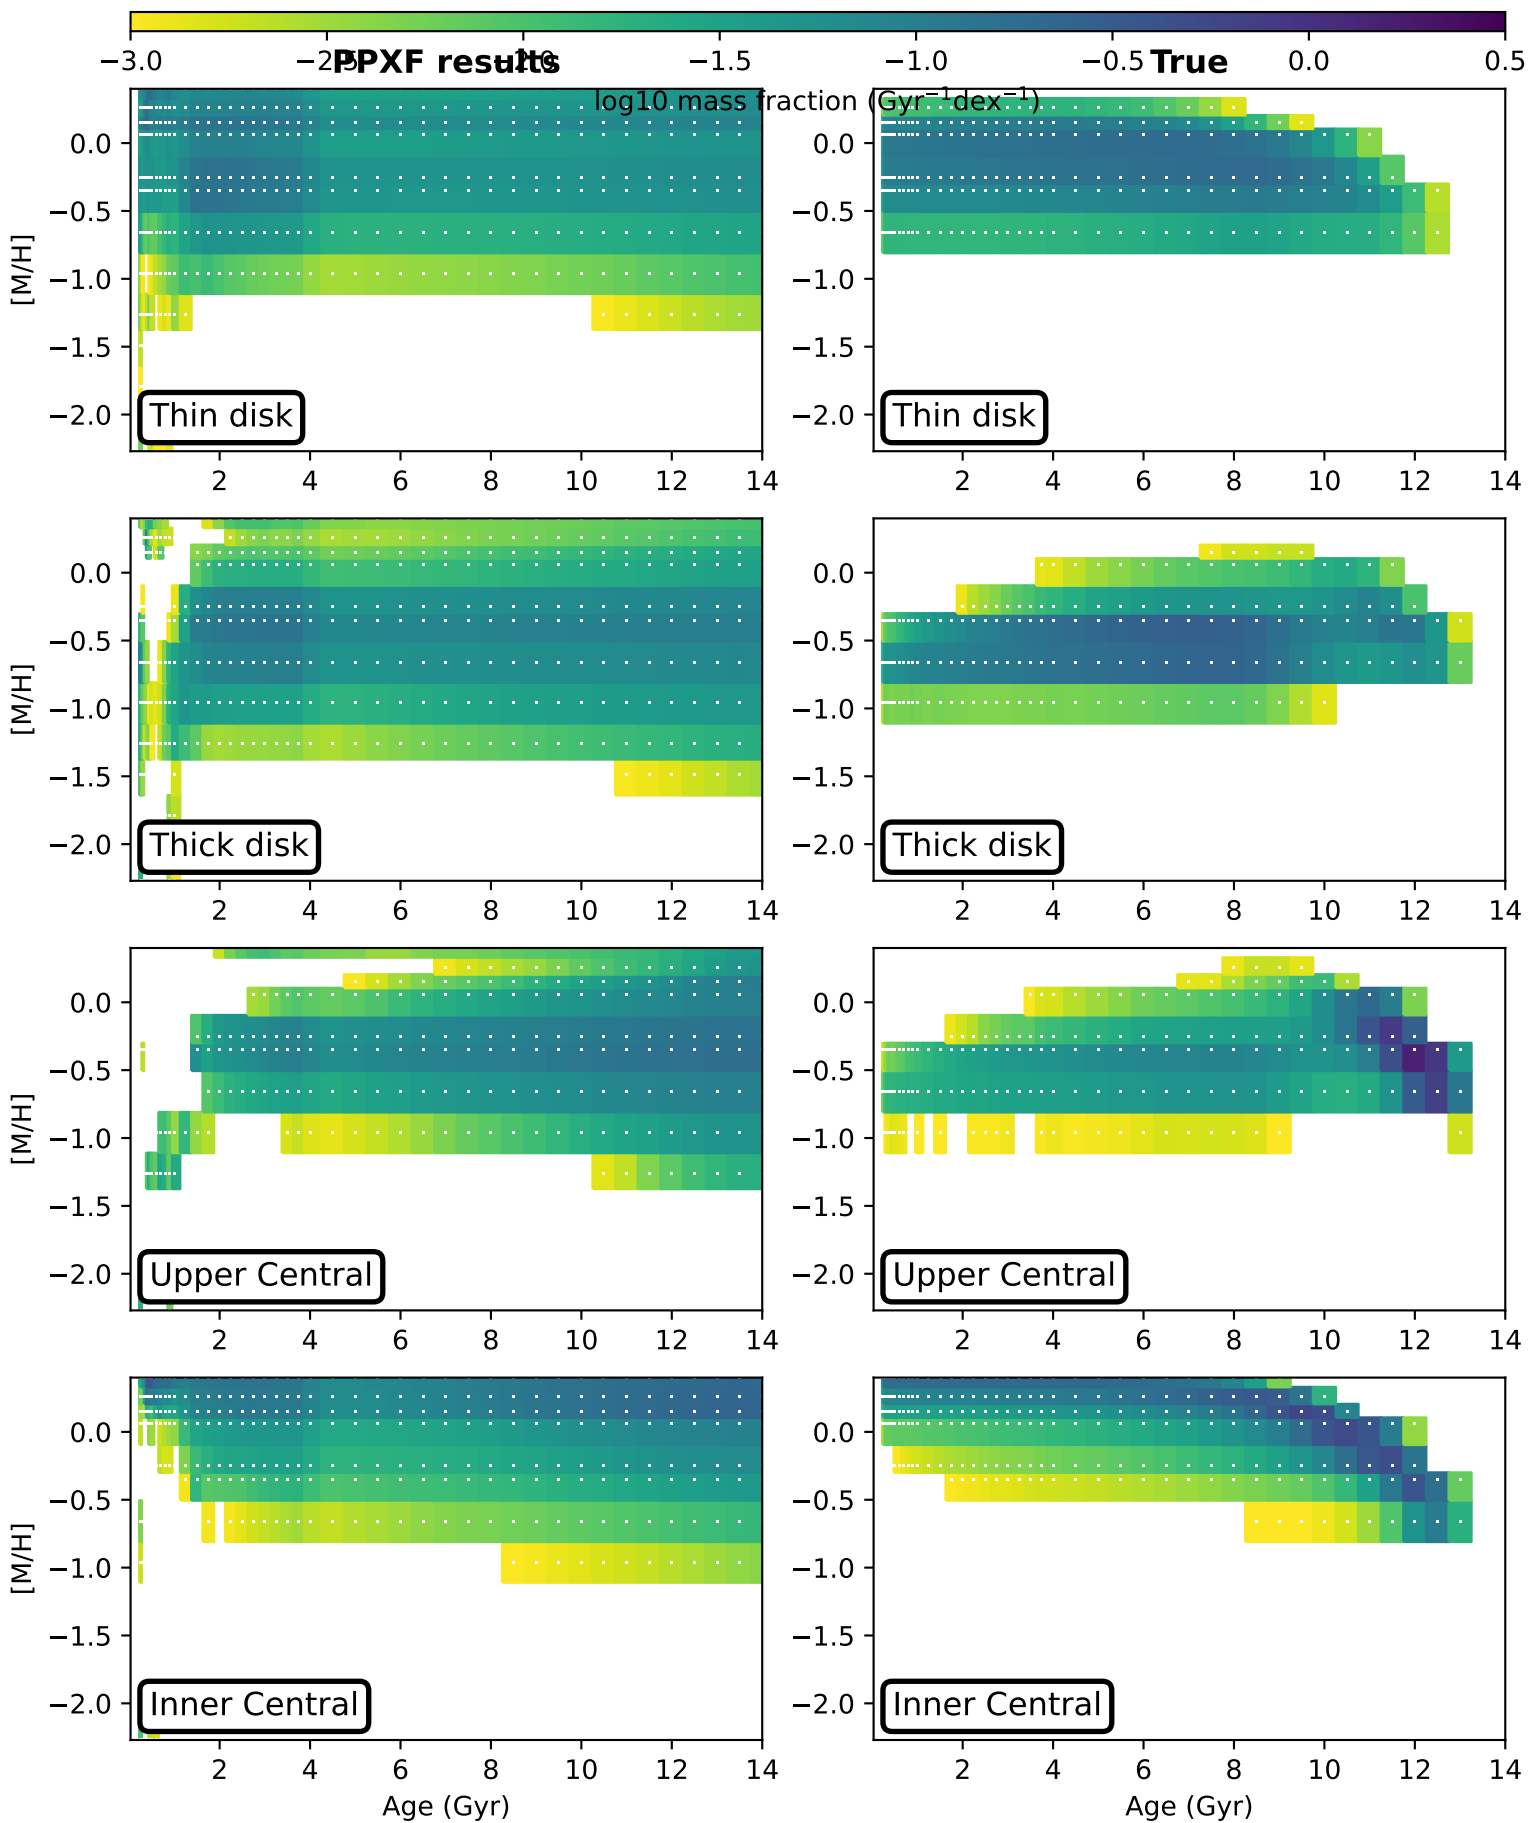 −3.0 −2.5 −2.0 −1.5 −1.0 −0.5 0.0 0.5
PPXF results True
log10 mass fraction (Gyr⁻¹dex⁻¹)
[M/H]
0.0
−0.5
−1.0
−1.5
−2.0
Thin disk
2 4 6 8 10 12 14
0.0
−0.5
−1.0
−1.5
−2.0
Thin disk
2 4 6 8 10 12 14
[M/H]
0.0
−0.5
−1.0
−1.5
−2.0
Thick disk
2 4 6 8 10 12 14
0.0
−0.5
−1.0
−1.5
−2.0
Thick disk
2 4 6 8 10 12 14
[M/H]
0.0
−0.5
−1.0
−1.5
−2.0
Upper Central
2 4 6 8 10 12 14
0.0
−0.5
−1.0
−1.5
−2.0
Upper Central
2 4 6 8 10 12 14
[M/H]
0.0
−0.5
−1.0
−1.5
−2.0
Inner Central
2 4 6 8 10 12 14
Age (Gyr)
0.0
−0.5
−1.0
−1.5
−2.0
Inner Central
2 4 6 8 10 12 14
Age (Gyr)